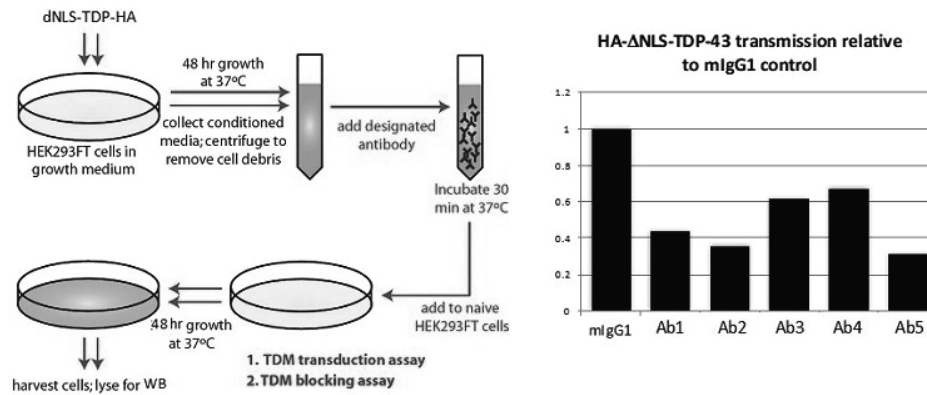 dNLS-TDP-HA
48 hr growth
at 37ºC
collect conditioned
media; centrifuge to
remove cell debris
HEK293FT cells in
growth medium
add designated
antibody
Incubate 30
min at 37ºC
add to naive
HEK293FT cells
48 hr growth
at 37ºC
1. TDM transduction assay
2. TDM blocking assay
harvest cells; lyse for WB
HA-ΔNLS-TDP-43 transmission relative
to mIgG1 control
1.2
1
0.8
0.6
0.4
0.2
0
mIgG1 Ab1 Ab2 Ab3 Ab4 Ab5